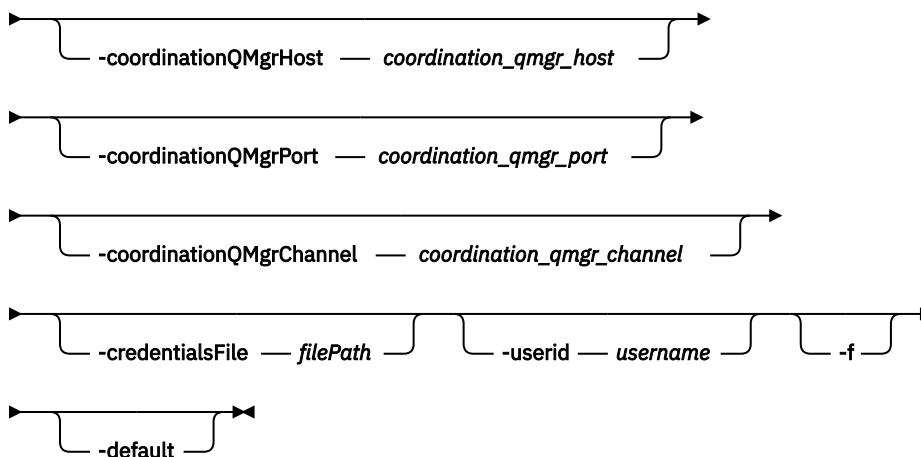 -coordinationQMgrHost coordination_qmgr_host
-coordinationQMgrPort coordination_qmgr_port
-coordinationQMgrChannel coordination_qmgr_channel
-credentialsFile filePath -userid username -f
-default